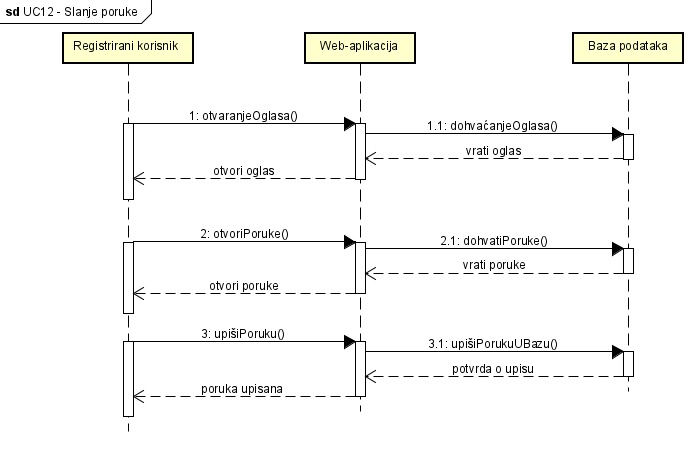 sd UC12 - Slanje poruke
Registrirani korisnik
Web-aplikacija
Baza podataka
1: otvaranjeOglasa()
1.1: dohvaćanjeOglasa()
vrati oglas
otvori oglas
2: otvoriPoruke()
2.1: dohvatiPoruke()
vrati poruke
otvori poruke
3: upišiPoruku()
3.1: upišiPorukuUBazu()
potvrda o upisu
poruka upisana